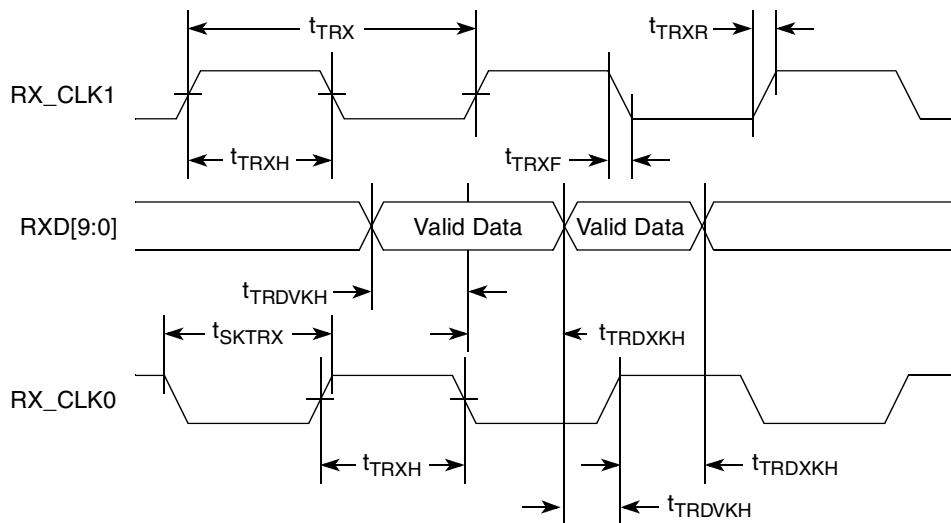 tTRX
tTRXR
RX_CLK1
tTRXH
tTRXF
RXD[9:0]
Valid Data
Valid Data
tTRDVKH
tSKTRX
tTRDXKH
RX_CLK0
tTRXH
tTRDXKH
tTRDVKH